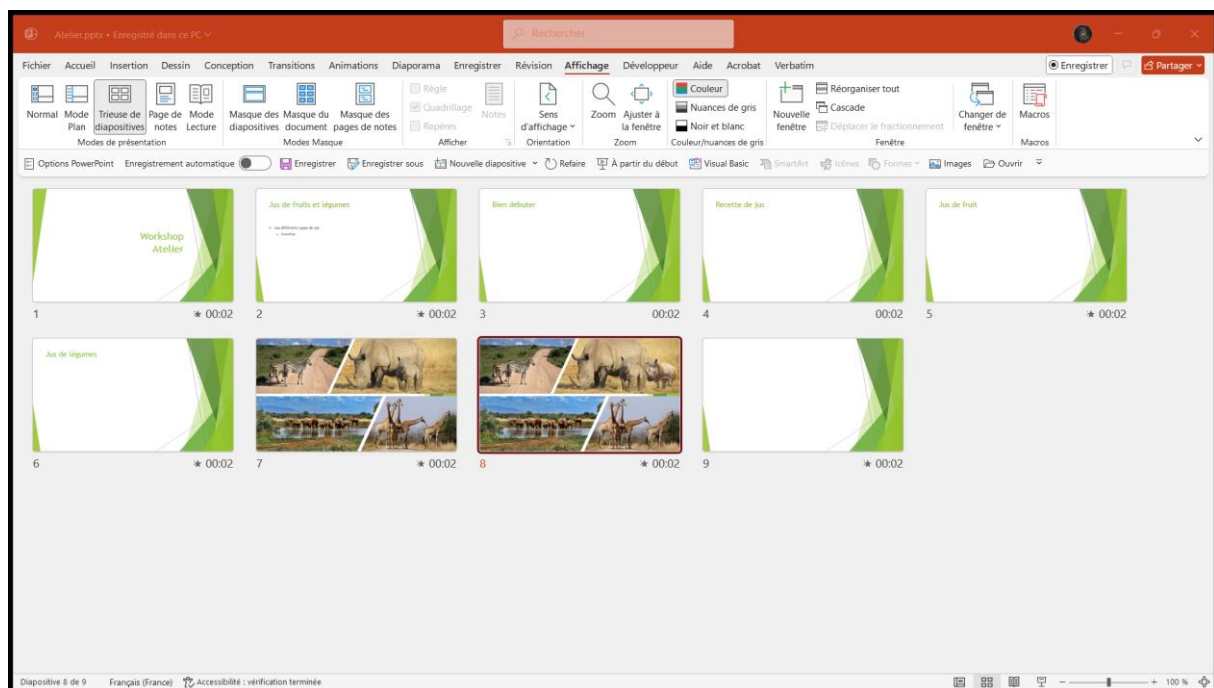 Atelier.pptx • Enregistré dans ce PC
Rechercher
Fichier Accueil Insertion Dessin Conception Transitions Animations Diaporama Enregistrer Révision Affichage Développeur Aide Acrobat Verbatim Enregistrer Partager
Normal Mode Plan Trieuse de diapositives Page de notes Mode Lecture
Modes de présentation
Masque des diapositives Masque du document Masque des pages de notes
Modes Masque
Règle
Quadrillage
Repères
Notes
Afficher
Sens d'affichage
Orientation
Zoom Ajuster à la fenêtre
Zoom
Couleur
Nuances de gris
Noir et blanc
Couleur/nuances de gris
Nouvelle fenêtre
Réorganiser tout
Cascade
Déplacer le fractionnement
Changer de fenêtre
Fenêtre
Macros
Macros
Options PowerPoint Enregistrement automatique Enregistrer Enregistrer sous Nouvelle diapositive Refaire À partir du début Visual Basic SmartArt Icônes Formes Images Ouvrir
Workshop
Atelier
1 00:02
Jus de fruits et légumes
Les différents types de jus
2 00:02
Bien débuter
3 00:02
Recette de jus
4 00:02
Jus de fruit
5 00:02
Jus de légumes
6 00:02
7 00:02
8 00:02
9 00:02
Diapositive 8 de 9 Français (France) Accessibilité : vérification terminée 100 %